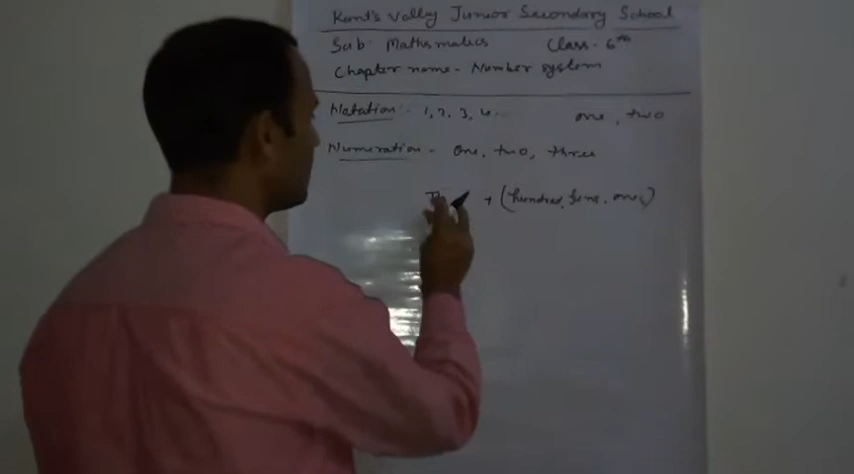 Kant's Valley Junior Secondary School
Sub: Mathematics Class - 6th
Chapter name - Number system
Notation - 1, 2, 3, 4... one, two
Numeration - One, two, three
+ (hundred, tens, ones)